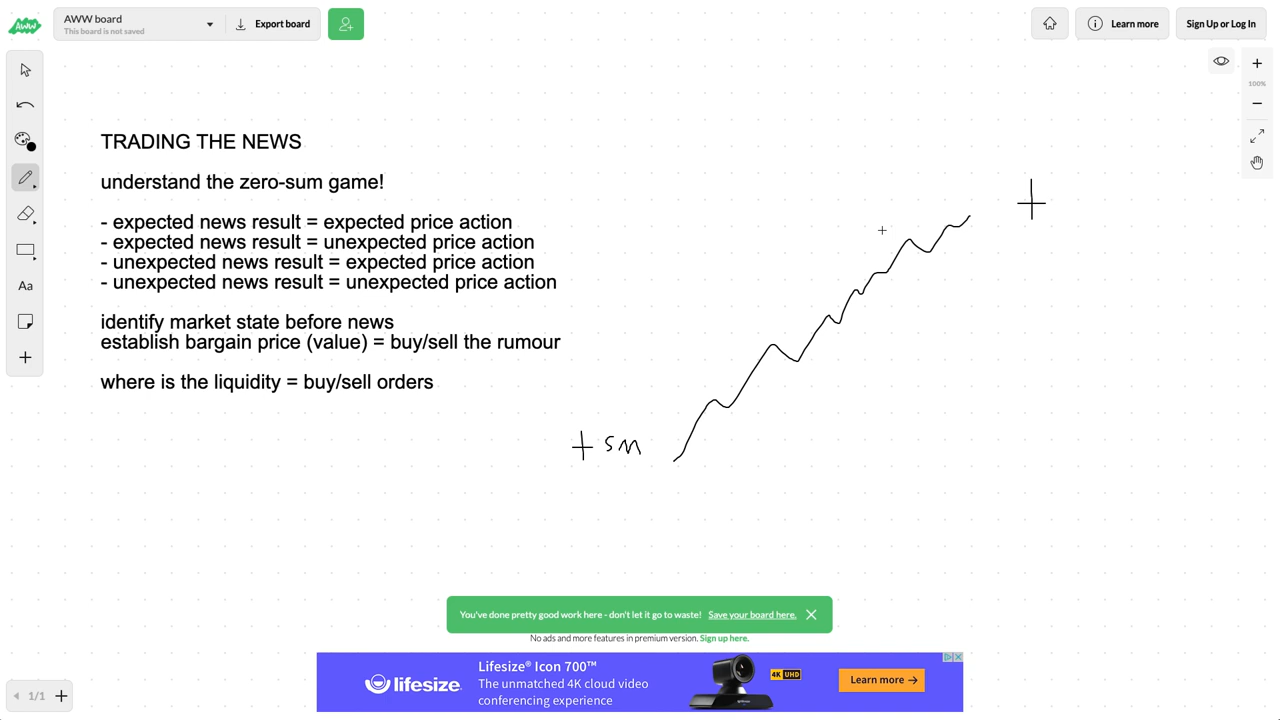 AWW
AWW board
This board is not saved
Export board
Learn more
Sign Up or Log In
100%
TRADING THE NEWS
understand the zero-sum game!
- expected news result = expected price action
- expected news result = unexpected price action
- unexpected news result = expected price action
- unexpected news result = unexpected price action
identify market state before news
establish bargain price (value) = buy/sell the rumour
where is the liquidity = buy/sell orders
+ SM
+
Aa
You've done pretty good work here - don't let it go to waste! Save your board here.
No ads and more features in premium version. Sign up here.
Lifesize® Icon 700™
The unmatched 4K cloud video
conferencing experience
lifesize
4K UHD
Learn more →
1/1